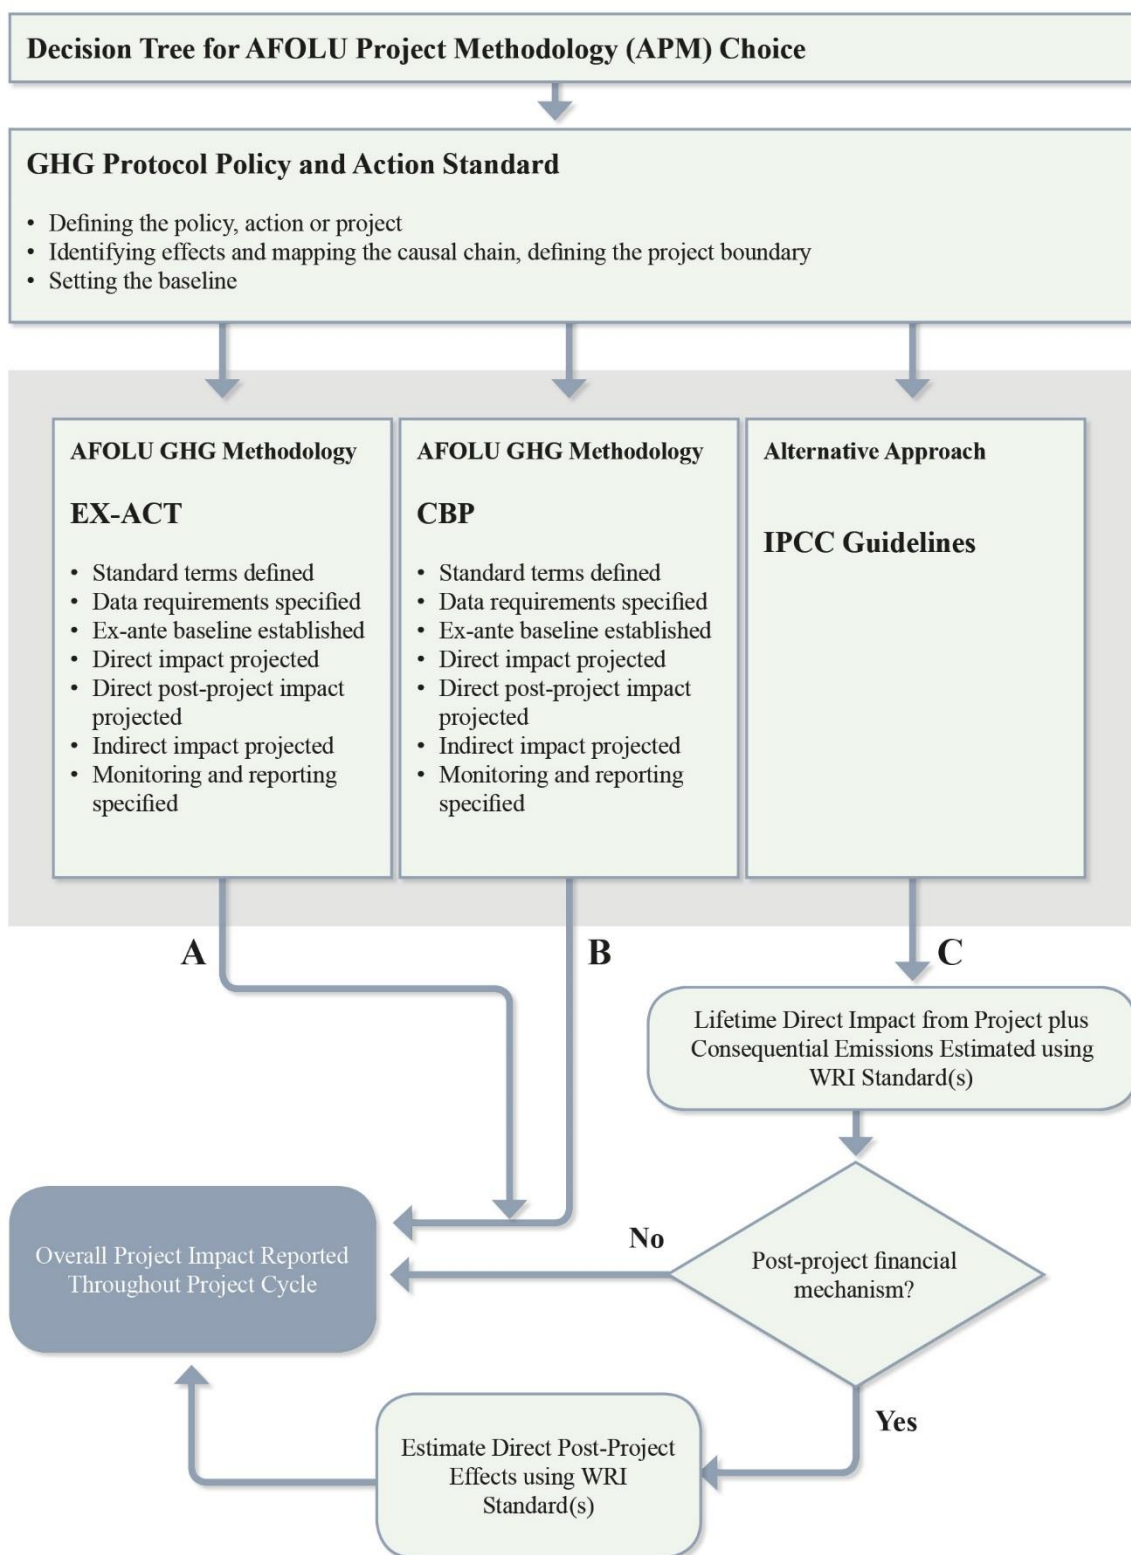 Decision Tree for AFOLU Project Methodology (APM) Choice
GHG Protocol Policy and Action Standard
• Defining the policy, action or project
• Identifying effects and mapping the causal chain, defining the project boundary
• Setting the baseline
AFOLU GHG Methodology
EX-ACT
• Standard terms defined
• Data requirements specified
• Ex-ante baseline established
• Direct impact projected
• Direct post-project impact
projected
• Indirect impact projected
• Monitoring and reporting
specified
AFOLU GHG Methodology
CBP
• Standard terms defined
• Data requirements specified
• Ex-ante baseline established
• Direct impact projected
• Direct post-project impact
projected
• Indirect impact projected
• Monitoring and reporting
specified
Alternative Approach
IPCC Guidelines
A
B
C
Lifetime Direct Impact from Project plus
Consequential Emissions Estimated using
WRI Standard(s)
Post-project financial
mechanism?
No
Yes
Overall Project Impact Reported
Throughout Project Cycle
Estimate Direct Post-Project
Effects using WRI
Standard(s)